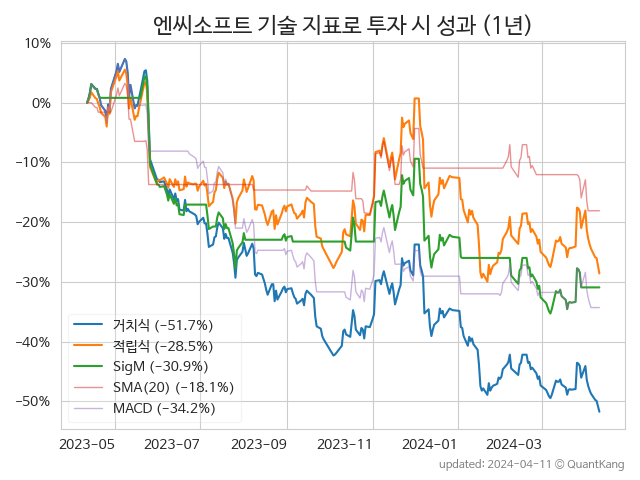 엔씨소프트 기술 지표로 투자 시 성과 (1년)
10%
0%
−10%
−20%
−30%
−40%
−50%
거치식 (−51.7%)
적립식 (−28.5%)
SigM (−30.9%)
SMA(20) (−18.1%)
MACD (−34.2%)
2023−05 2023−07 2023−09 2023−11 2024−01 2024−03
updated: 2024-04-11 © QuantKang